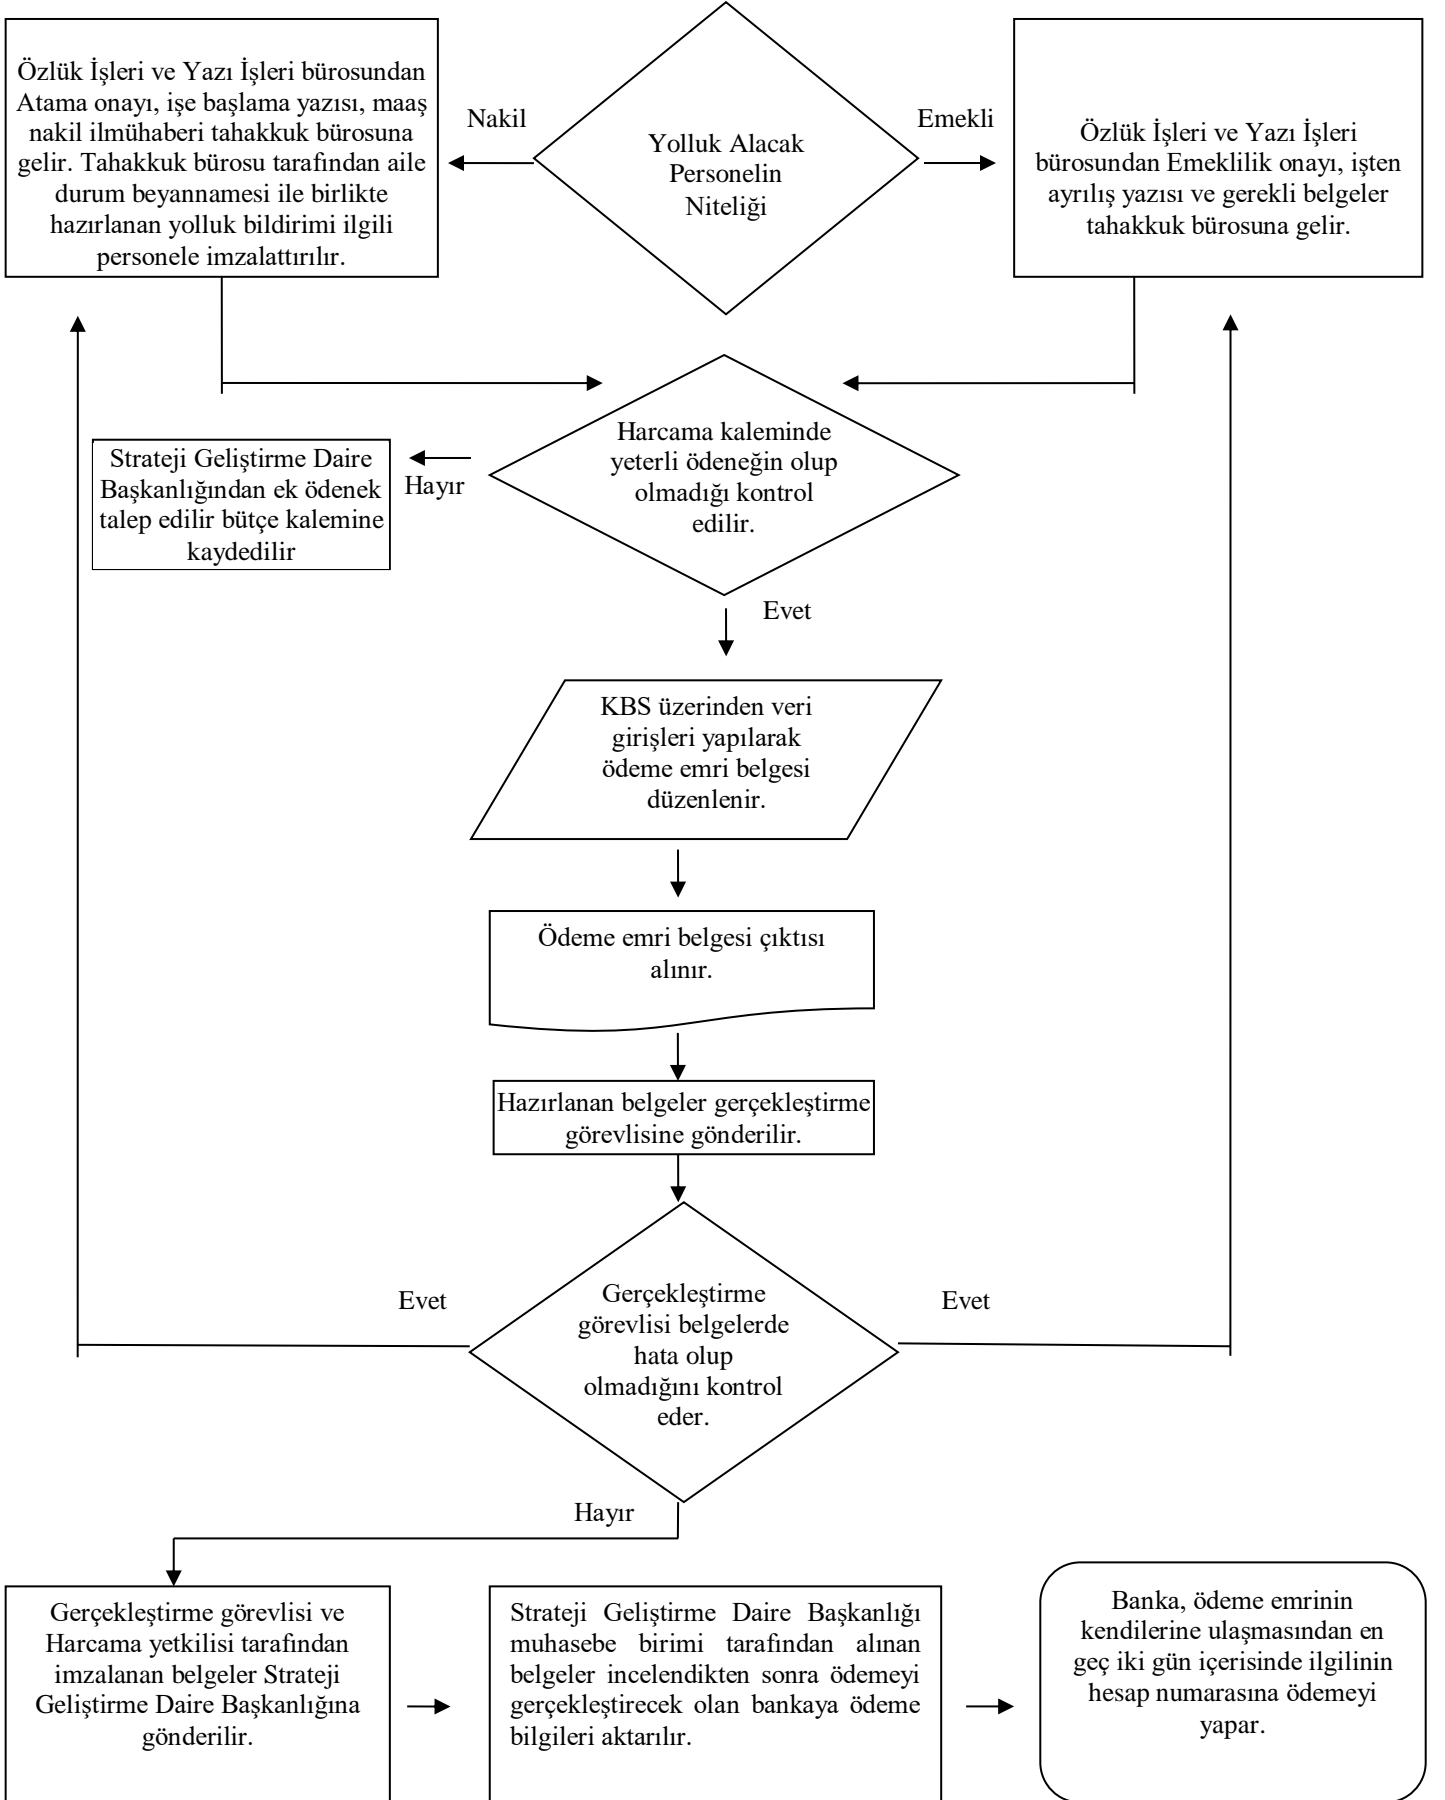 Özlük İşleri ve Yazı İşleri bürosundan
Atama onayı, işe başlama yazısı, maaş
nakil ilmühaberi tahakkuk bürosuna
gelir. Tahakkuk bürosu tarafından aile
durum beyannamesi ile birlikte
hazırlanan yolluk bildirimi ilgili
personele imzalattırılır.
Nakil
Yolluk Alacak
Personelin
Niteliği
Emekli
Özlük İşleri ve Yazı İşleri
bürosundan Emeklilik onayı, işten
ayrılış yazısı ve gerekli belgeler
tahakkuk bürosuna gelir.
Harcama kaleminde
yeterli ödeneğin olup
olmadığı kontrol
edilir.
Hayır
Strateji Geliştirme Daire
Başkanlığından ek ödenek
talep edilir bütçe kalemine
kaydedilir
Evet
KBS üzerinden veri
girişleri yapılarak
ödeme emri belgesi
düzenlenir.
Ödeme emri belgesi çıktısı
alınır.
Hazırlanan belgeler gerçekleştirme
görevlisine gönderilir.
Evet
Gerçekleştirme
görevlisi belgelerde
hata olup
olmadığını kontrol
eder.
Evet
Hayır
Gerçekleştirme görevlisi ve
Harcama yetkilisi tarafından
imzalanan belgeler Strateji
Geliştirme Daire Başkanlığına
gönderilir.
Strateji Geliştirme Daire Başkanlığı
muhasebe birimi tarafından alınan
belgeler incelendikten sonra ödemeyi
gerçekleştirecek olan bankaya ödeme
bilgileri aktarılır.
Banka, ödeme emrinin
kendilerine ulaşmasından en
geç iki gün içerisinde ilgilinin
hesap numarasına ödemeyi
yapar.